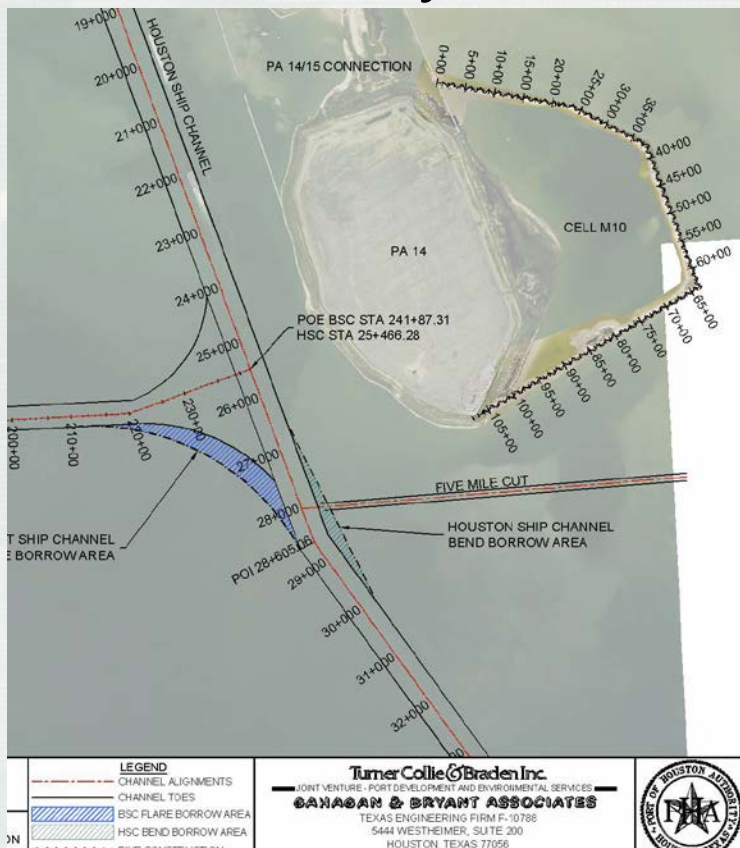 19+000
20+000
21+000
22+000
23+000
24+000
25+000
26+000
27+000
28+000
29+000
30+000
31+000
32+000
HOUSTON SHIP CHANNEL
PA 14/15 CONNECTION
0+00
5+00
10+00
15+00
20+00
25+00
30+00
35+00
40+00
45+00
50+00
55+00
60+00
65+00
70+00
75+00
80+00
85+00
90+00
95+00
100+00
105+00
CELL M10
PA 14
POE BSC STA 241+87.31
HSC STA 25+466.28
200+00
210+00
220+00
230+00
FIVE MILE CUT
HOUSTON SHIP CHANNEL
BEND BORROW AREA
T SHIP CHANNEL
E BORROW AREA
POI 28+605.06
LEGEND
CHANNEL ALIGNMENTS
CHANNEL TOES
BSC FLARE BORROW AREA
HSC BEND BORROW AREA
ON
Turner Collie & Braden Inc.
JOINT VENTURE - PORT DEVELOPMENT AND ENVIRONMENTAL SERVICES
GAHAGAN & BRYANT ASSOCIATES
TEXAS ENGINEERING FIRM F-10788
5444 WESTHEIMER, SUITE 200
HOUSTON, TEXAS 77056
PORT OF HOUSTON AUTHORITY
PHA